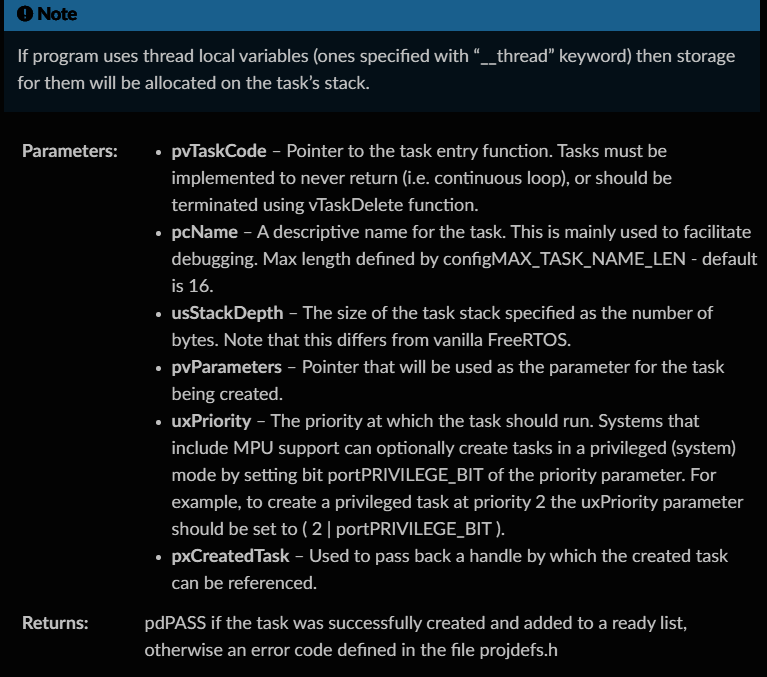 Note
If program uses thread local variables (ones specified with “__thread” keyword) then storage
for them will be allocated on the task’s stack.
Parameters:
• pvTaskCode – Pointer to the task entry function. Tasks must be
implemented to never return (i.e. continuous loop), or should be
terminated using vTaskDelete function.
• pcName – A descriptive name for the task. This is mainly used to facilitate
debugging. Max length defined by configMAX_TASK_NAME_LEN - default
is 16.
• usStackDepth – The size of the task stack specified as the number of
bytes. Note that this differs from vanilla FreeRTOS.
• pvParameters – Pointer that will be used as the parameter for the task
being created.
• uxPriority – The priority at which the task should run. Systems that
include MPU support can optionally create tasks in a privileged (system)
mode by setting bit portPRIVILEGE_BIT of the priority parameter. For
example, to create a privileged task at priority 2 the uxPriority parameter
should be set to ( 2 | portPRIVILEGE_BIT ).
• pxCreatedTask – Used to pass back a handle by which the created task
can be referenced.
Returns:
pdPASS if the task was successfully created and added to a ready list,
otherwise an error code defined in the file projdefs.h